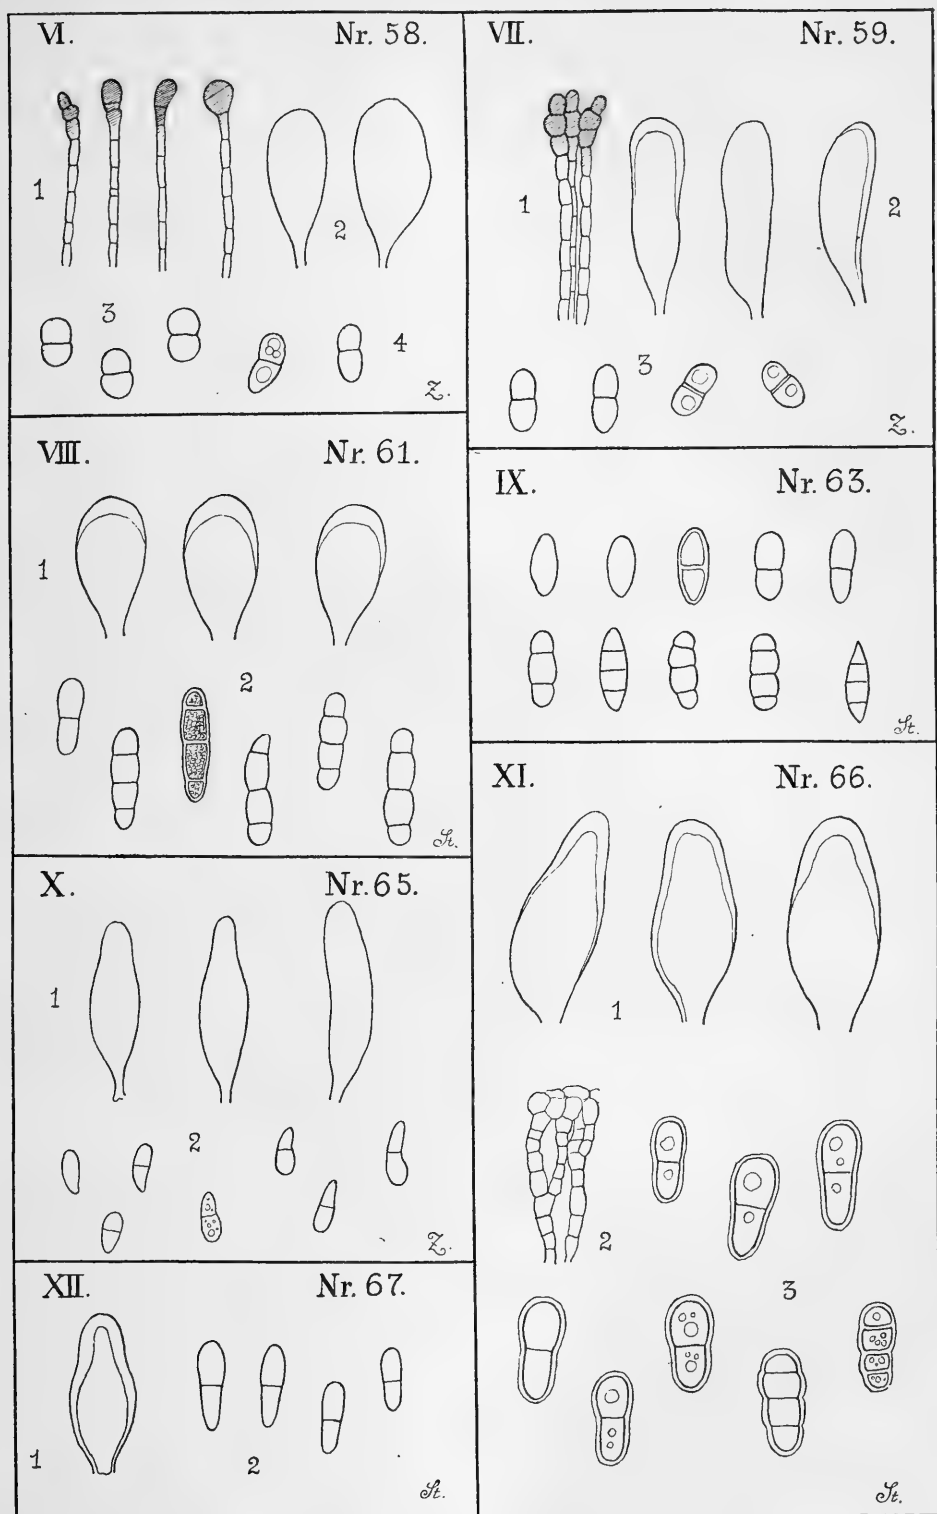 VI. Nr. 58.
1
2
3
4
Z.
VII. Nr. 59.
1
2
3
Z.
VIII. Nr. 61.
1
2
St.
IX. Nr. 63.
St.
X. Nr. 65.
1
2
Z.
XI. Nr. 66.
1
2
3
St.
XII. Nr. 67.
1
2
St.